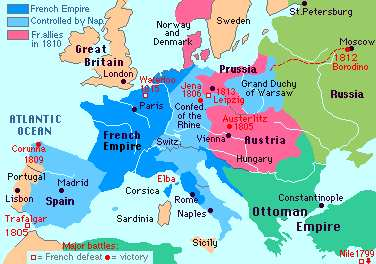 French Empire
Controlled by Nap.
Fr. allies
in 1810
Norway
and
Denmark
Sweden
St.Petersburg
Great
Britain
London
Waterloo
1815
Prussia
Moscow
1812
Borodino
Jena
1806
1813
Leipzig
Grand Duchy
of Warsaw
Russia
Paris
Confed.
of the
Rhine
Austerlitz
1805
ATLANTIC
OCEAN
French
Empire
Vienna
Austria
Switz.
Hungary
Corunna
1809
Portugal
Madrid
Lisbon
Spain
Elba
Corsica
Rome
Naples
Sardinia
Sicily
Constantinople
Ottoman
Empire
Trafalgar
1805
Nile1799
Major battles:
= French defeat = victory